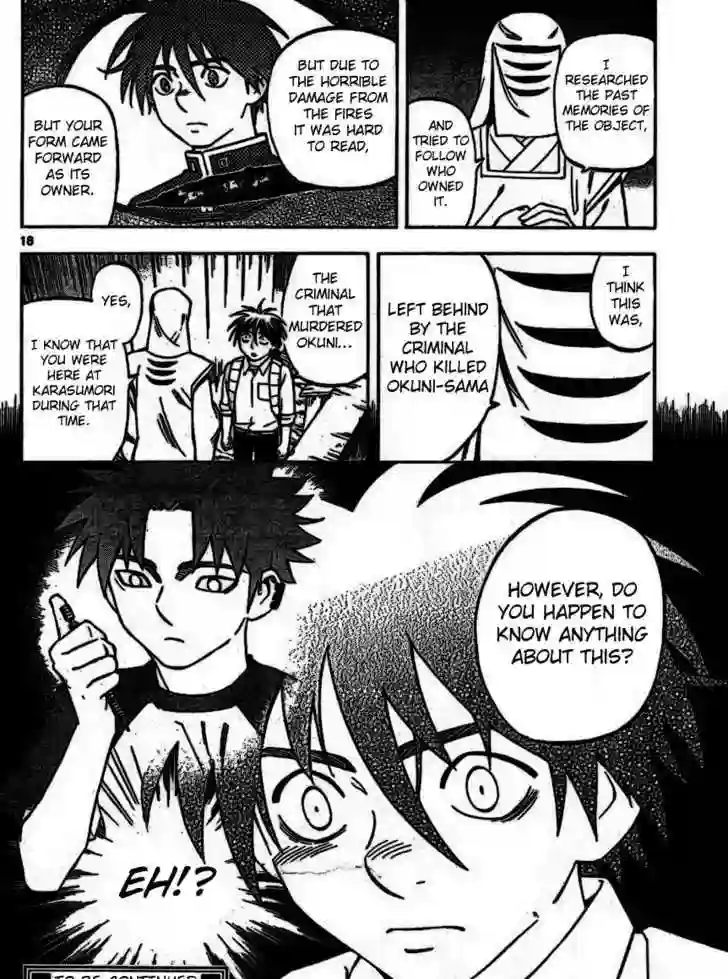 I
RESEARCHED
THE PAST
MEMORIES OF
THE OBJECT,
AND
TRIED TO
FOLLOW
WHO
OWNED
IT.
BUT DUE TO
THE HORRIBLE
DAMAGE FROM
THE FIRES
IT WAS HARD
TO READ,
BUT YOUR
FORM CAME
FORWARD
AS ITS
OWNER.
18
I
THINK
THIS
WAS,
LEFT BEHIND
BY THE
CRIMINAL
WHO KILLED
OKUNI-SAMA
THE
CRIMINAL
THAT
MURDERED
OKUNI...
YES,
I KNOW THAT
YOU WERE
HERE AT
KARASUMORI
DURING THAT
TIME.
HOWEVER, DO
YOU HAPPEN TO
KNOW ANYTHING
ABOUT THIS?
EH!?
TO BE CONTINUED